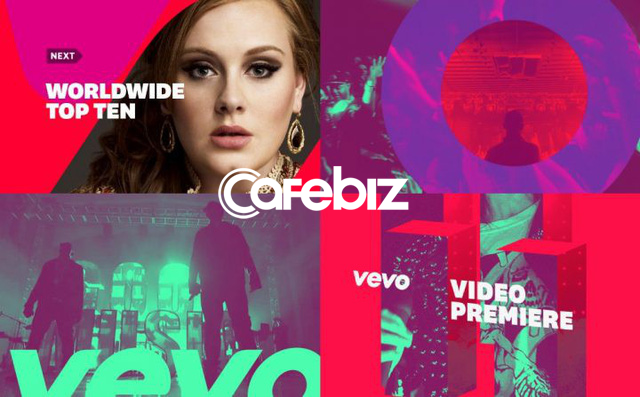 NEXT
WORLDWIDE
TOP TEN
Cafebiz
vevo
VIDEO
PREMIERE
vevo